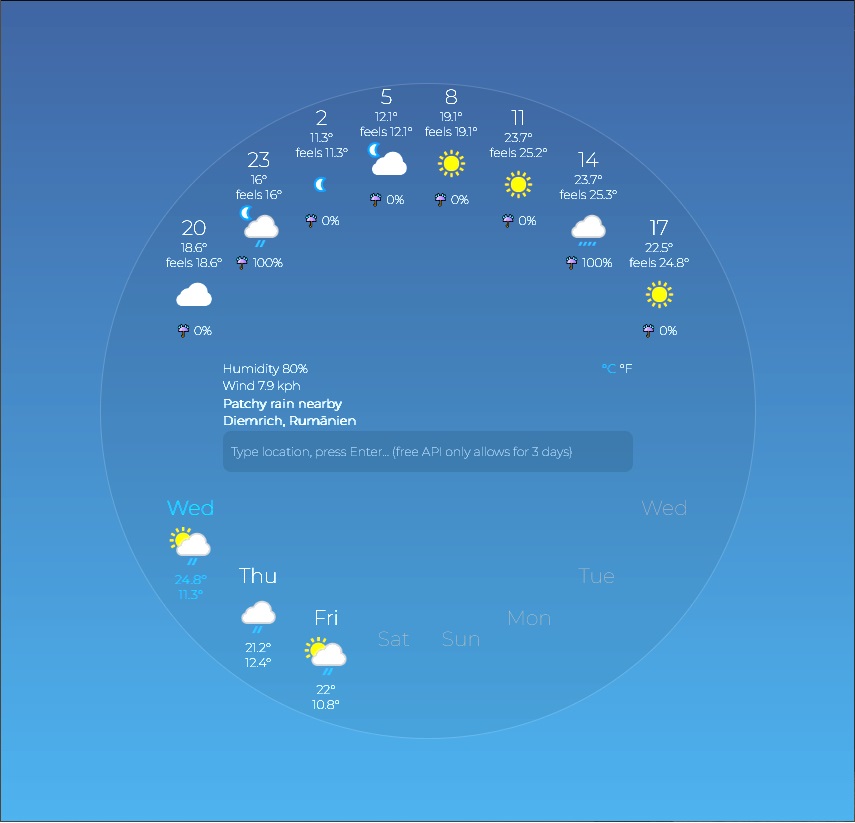 20
18.6°
feels 18.6°
0%
23
16°
feels 16°
100%
2
11.3°
feels 11.3°
0%
5
12.1°
feels 12.1°
0%
8
19.1°
feels 19.1°
0%
11
23.7°
feels 25.2°
0%
14
23.7°
feels 25.3°
100%
17
22.5°
feels 24.8°
0%
Humidity 80%
°C °F
Wind 7.9 kph
Patchy rain nearby
Diemrich, Rumänien
Type location, press Enter... (free API only allows for 3 days)
Wed
24.8°
11.3°
Thu
21.2°
12.4°
Fri
22°
10.8°
Sat
Sun
Mon
Tue
Wed